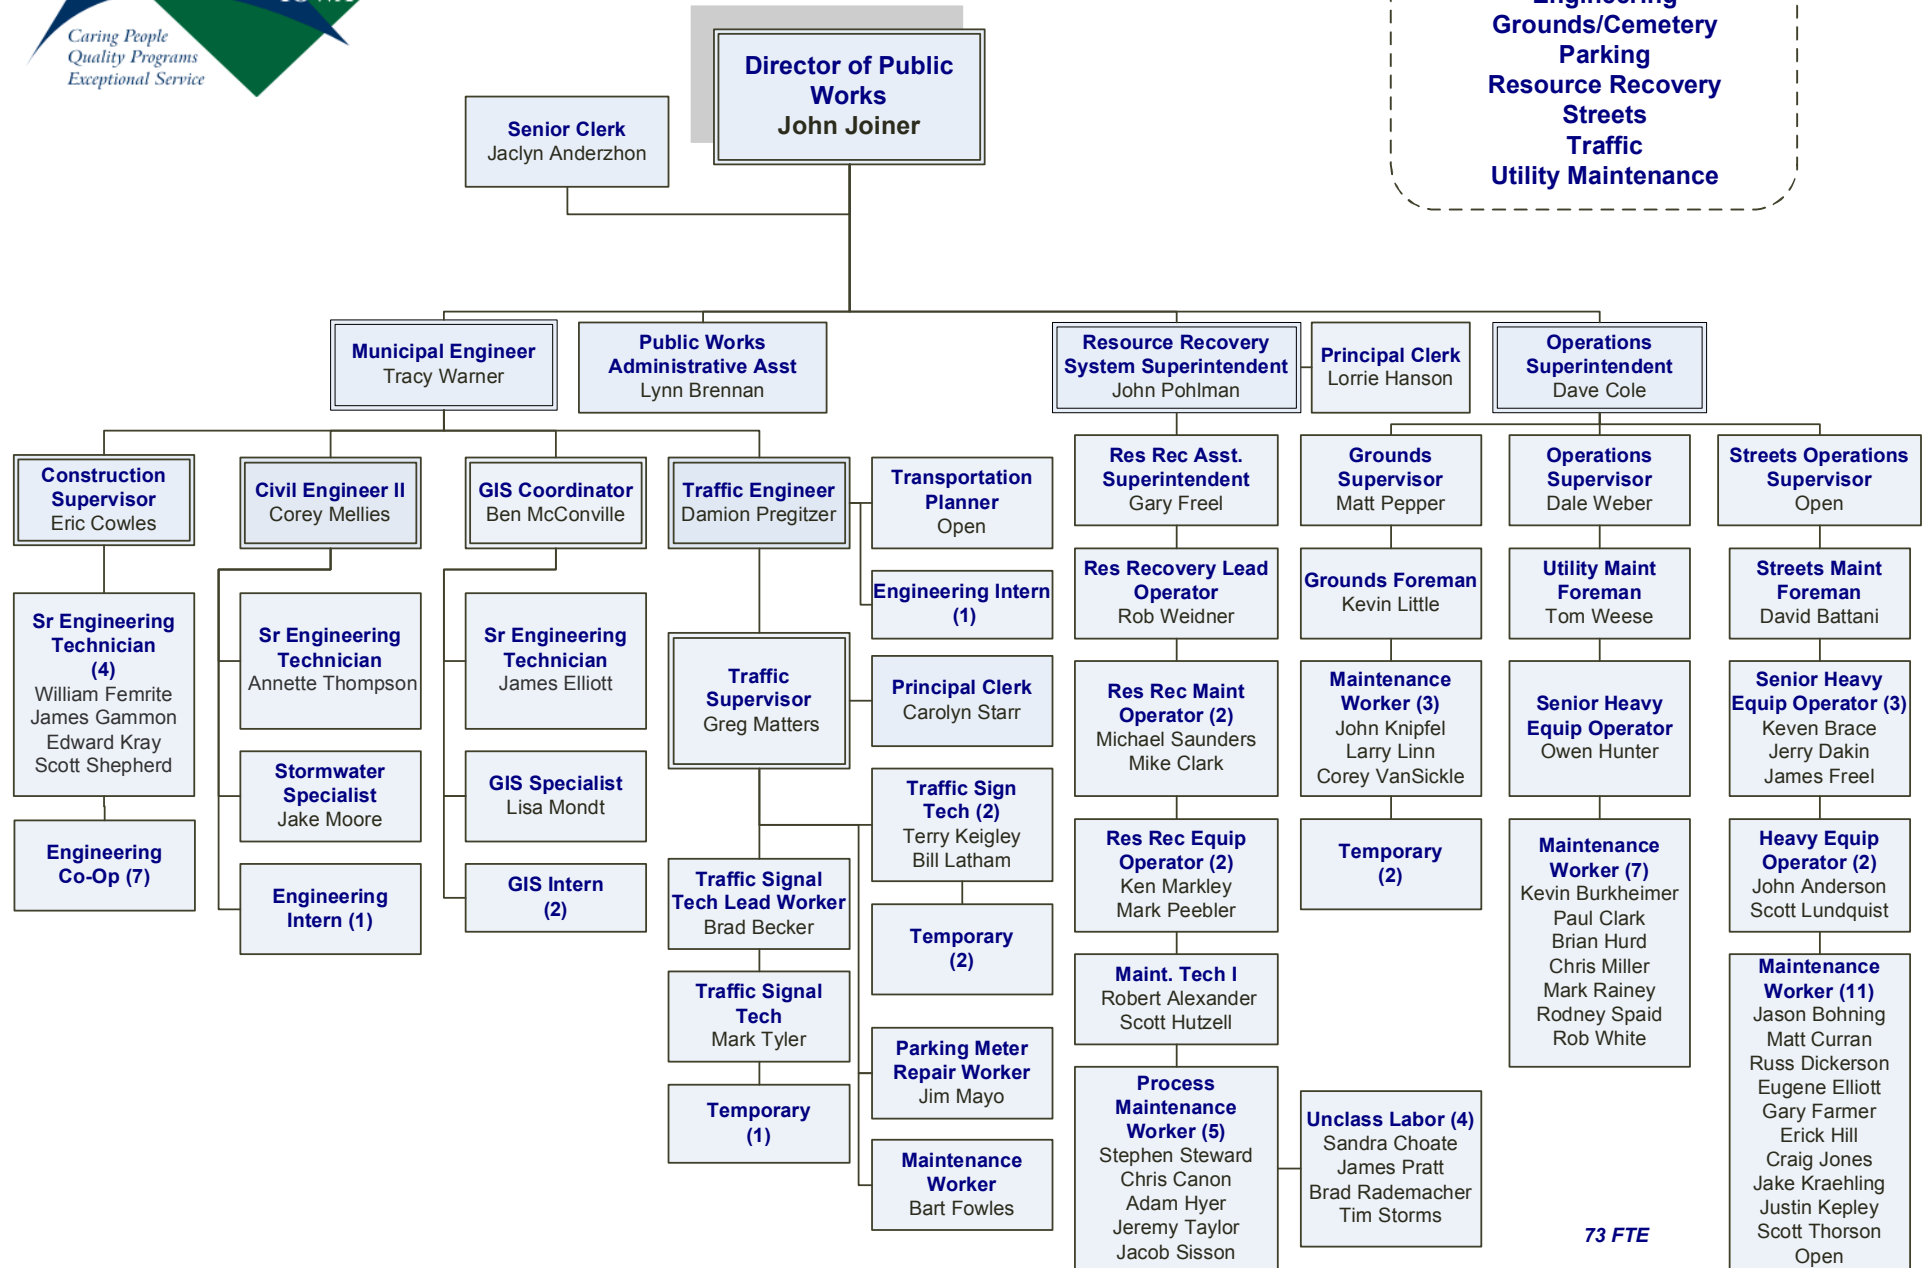 Caring People
Quality Programs
Exceptional Service
Director of Public
Works
John Joiner
Senior Clerk
Jaclyn Anderzhon
Engineering
Grounds/Cemetery
Parking
Resource Recovery
Streets
Traffic
Utility Maintenance
Municipal Engineer
Tracy Warner
Public Works
Administrative Asst
Lynn Brennan
Resource Recovery
System Superintendent
John Pohlman
Principal Clerk
Lorrie Hanson
Operations
Superintendent
Dave Cole
Construction
Supervisor
Eric Cowles
Civil Engineer II
Corey Mellies
GIS Coordinator
Ben McConville
Traffic Engineer
Damion Pregitzer
Transportation
Planner
Open
Engineering Intern
(1)
Sr Engineering
Technician
(4)
William Femrite
James Gammon
Edward Kray
Scott Shepherd
Engineering
Co-Op (7)
Sr Engineering
Technician
Annette Thompson
Stormwater
Specialist
Jake Moore
Engineering
Intern (1)
Sr Engineering
Technician
James Elliott
GIS Specialist
Lisa Mondt
GIS Intern
(2)
Traffic
Supervisor
Greg Matters
Principal Clerk
Carolyn Starr
Traffic Sign
Tech (2)
Terry Keigley
Bill Latham
Temporary
(2)
Traffic Signal
Tech Lead Worker
Brad Becker
Traffic Signal
Tech
Mark Tyler
Temporary
(1)
Parking Meter
Repair Worker
Jim Mayo
Maintenance
Worker
Bart Fowles
Res Rec Asst.
Superintendent
Gary Freel
Res Recovery Lead
Operator
Rob Weidner
Res Rec Maint
Operator (2)
Michael Saunders
Mike Clark
Res Rec Equip
Operator (2)
Ken Markley
Mark Peebler
Maint. Tech I
Robert Alexander
Scott Hutzell
Process
Maintenance
Worker (5)
Stephen Steward
Chris Canon
Adam Hyer
Jeremy Taylor
Jacob Sisson
Unclass Labor (4)
Sandra Choate
James Pratt
Brad Rademacher
Tim Storms
Grounds
Supervisor
Matt Pepper
Grounds Foreman
Kevin Little
Maintenance
Worker (3)
John Knipfel
Larry Linn
Corey VanSickle
Temporary
(2)
Operations
Supervisor
Dale Weber
Utility Maint
Foreman
Tom Weese
Senior Heavy
Equip Operator
Owen Hunter
Maintenance
Worker (7)
Kevin Burkheimer
Paul Clark
Brian Hurd
Chris Miller
Mark Rainey
Rodney Spaid
Rob White
Streets Operations
Supervisor
Open
Streets Maint
Foreman
David Battani
Senior Heavy
Equip Operator (3)
Keven Brace
Jerry Dakin
James Freel
Heavy Equip
Operator (2)
John Anderson
Scott Lundquist
Maintenance
Worker (11)
Jason Bohning
Matt Curran
Russ Dickerson
Eugene Elliott
Gary Farmer
Erick Hill
Craig Jones
Jake Kraehling
Justin Kepley
Scott Thorson
Open
73 FTE